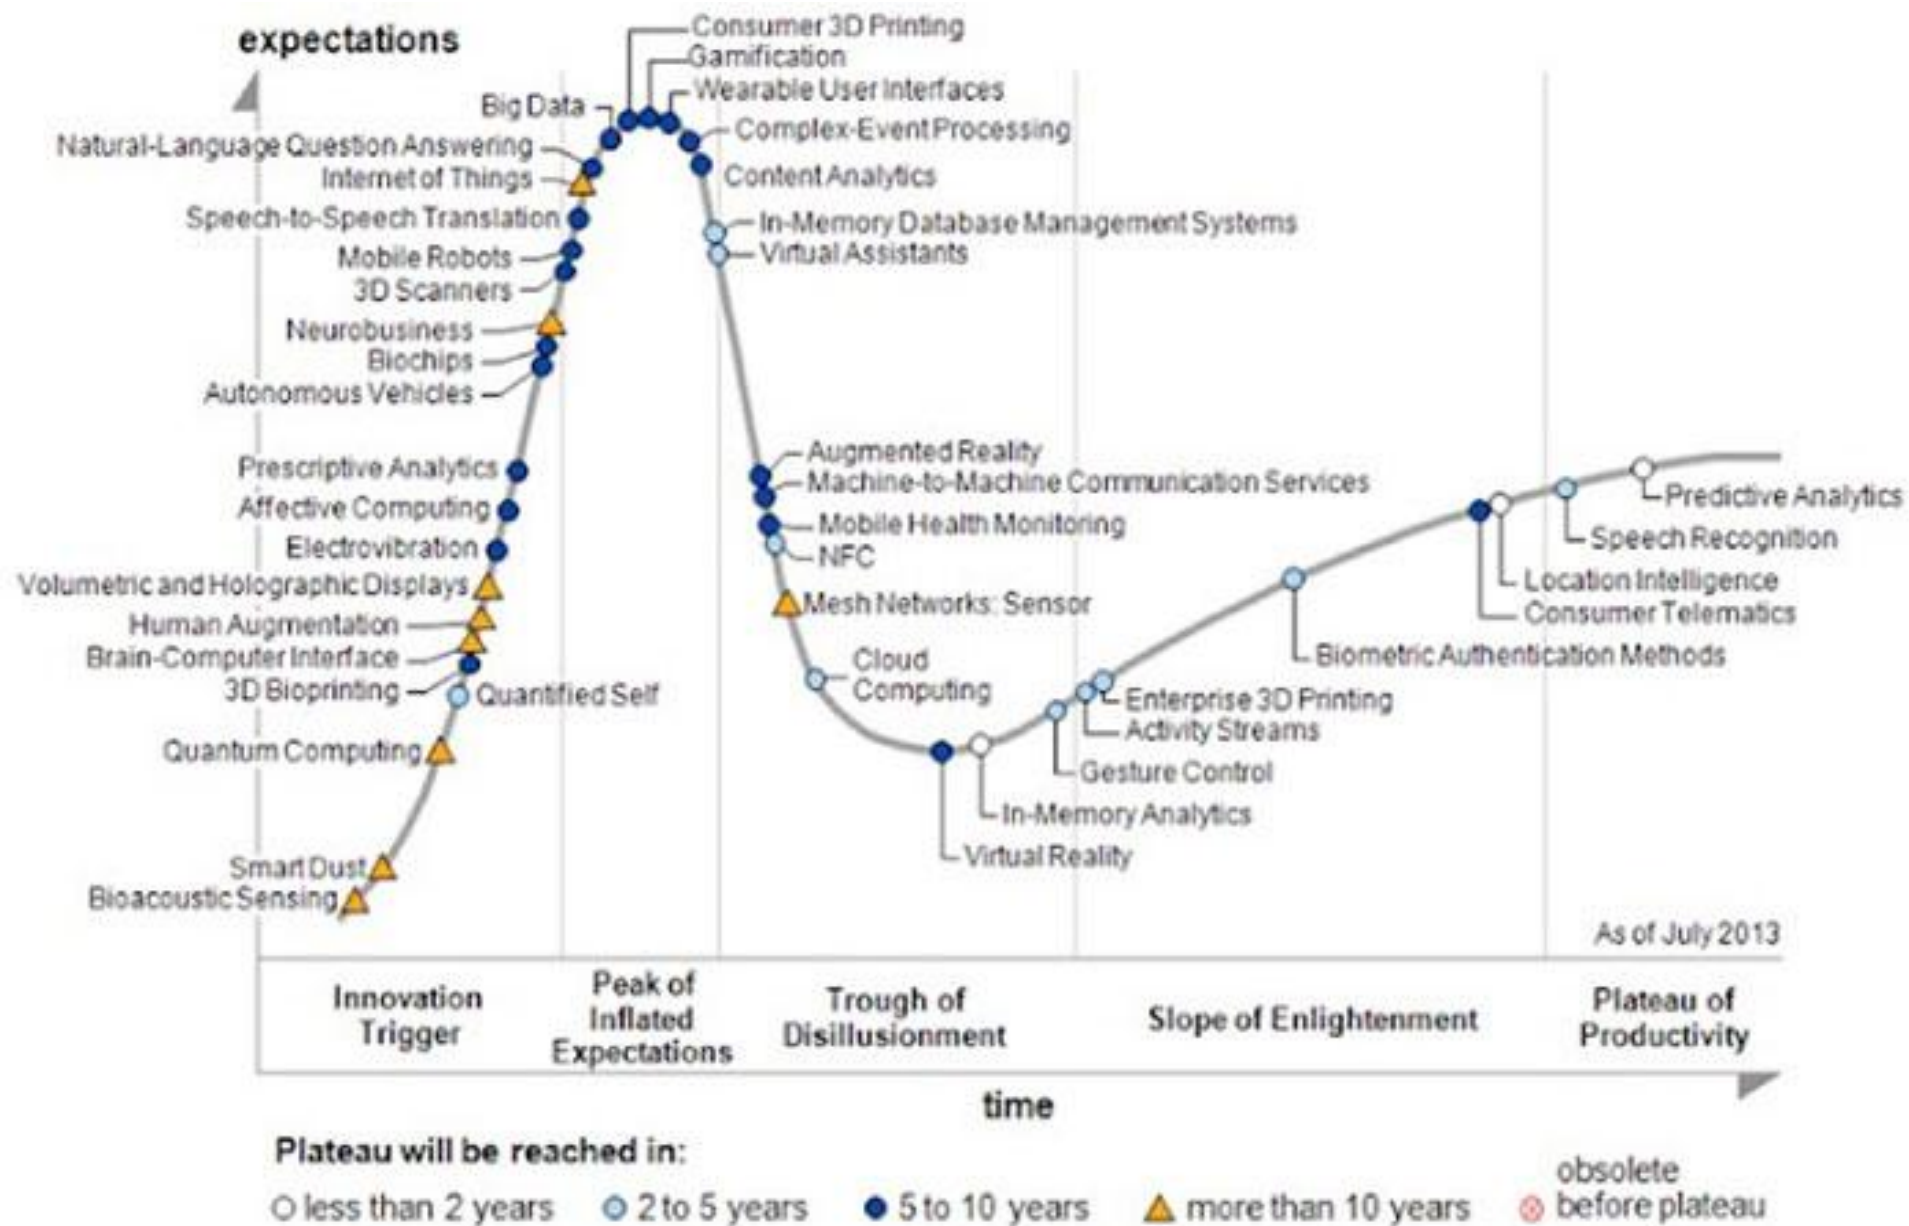 expectations
Consumer 3D Printing
Gamification
Wearable User Interfaces
Big Data
Complex-Event Processing
Natural-Language Question Answering
Content Analytics
Internet of Things
Speech-to-Speech Translation
In-Memory Database Management Systems
Mobile Robots
Virtual Assistants
3D Scanners
Neurobusiness
Biochips
Autonomous Vehicles
Augmented Reality
Prescriptive Analytics
Machine-to-Machine Communication Services
Predictive Analytics
Affective Computing
Mobile Health Monitoring
Speech Recognition
Electrovibration
NFC
Volumetric and Holographic Displays
Location Intelligence
Mesh Networks: Sensor
Consumer Telematics
Human Augmentation
Brain-Computer Interface
Cloud
Computing
Biometric Authentication Methods
3D Bioprinting
Quantified Self
Enterprise 3D Printing
Activity Streams
Quantum Computing
Gesture Control
In-Memory Analytics
Virtual Reality
Smart Dust
Bioacoustic Sensing
As of July 2013
Innovation
Trigger
Peak of
Inflated
Expectations
Trough of
Disillusionment
Slope of Enlightenment
Plateau of
Productivity
time
Plateau will be reached in:
less than 2 years
2 to 5 years
5 to 10 years
more than 10 years
obsolete
before plateau